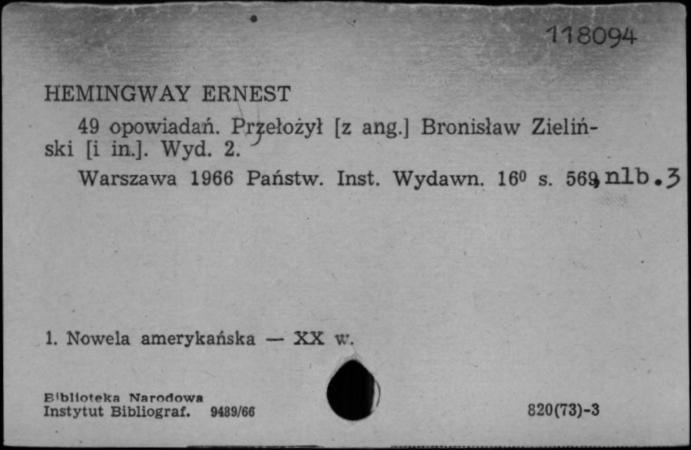 118094
HEMINGWAY ERNEST
49 opowiadań. Przełożył [z ang.] Bronisław Zieliń-
ski [i in.]. Wyd. 2.
Warszawa 1966 Państw. Inst. Wydawn. 16⁰ s. 569, nlb. 3
1. Nowela amerykańska — XX w.
Biblioteka Narodowa
Instytut Bibliograf. 9489/66
820(73)-3